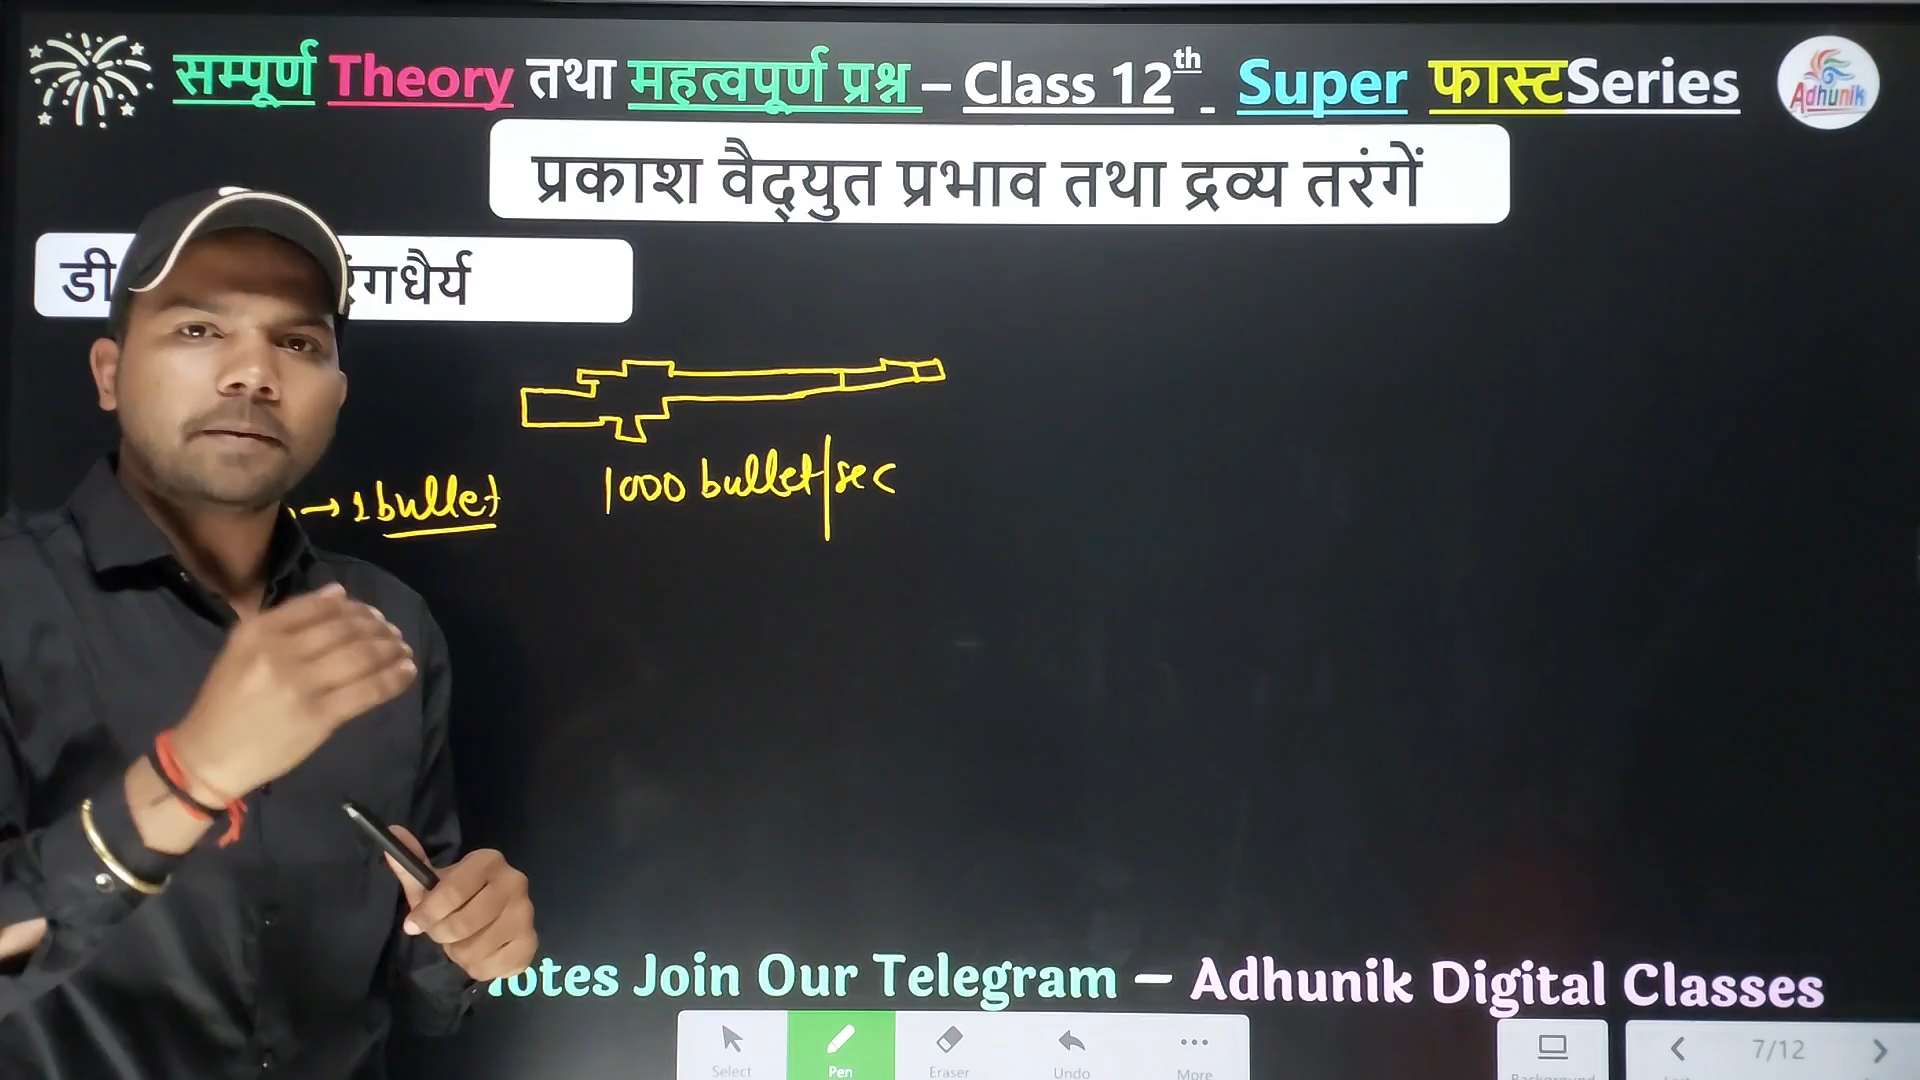 सम्पूर्ण Theory तथा महत्वपूर्ण प्रश्न – Class 12th - Super फास्टSeries
Adhunik
प्रकाश वैद्युत प्रभाव तथा द्रव्य तरंगें
डी रंगधैर्य
→ 1 bullet
1000 bullet/sec
Notes Join Our Telegram – Adhunik Digital Classes
Select Pen Eraser Undo More
7/12